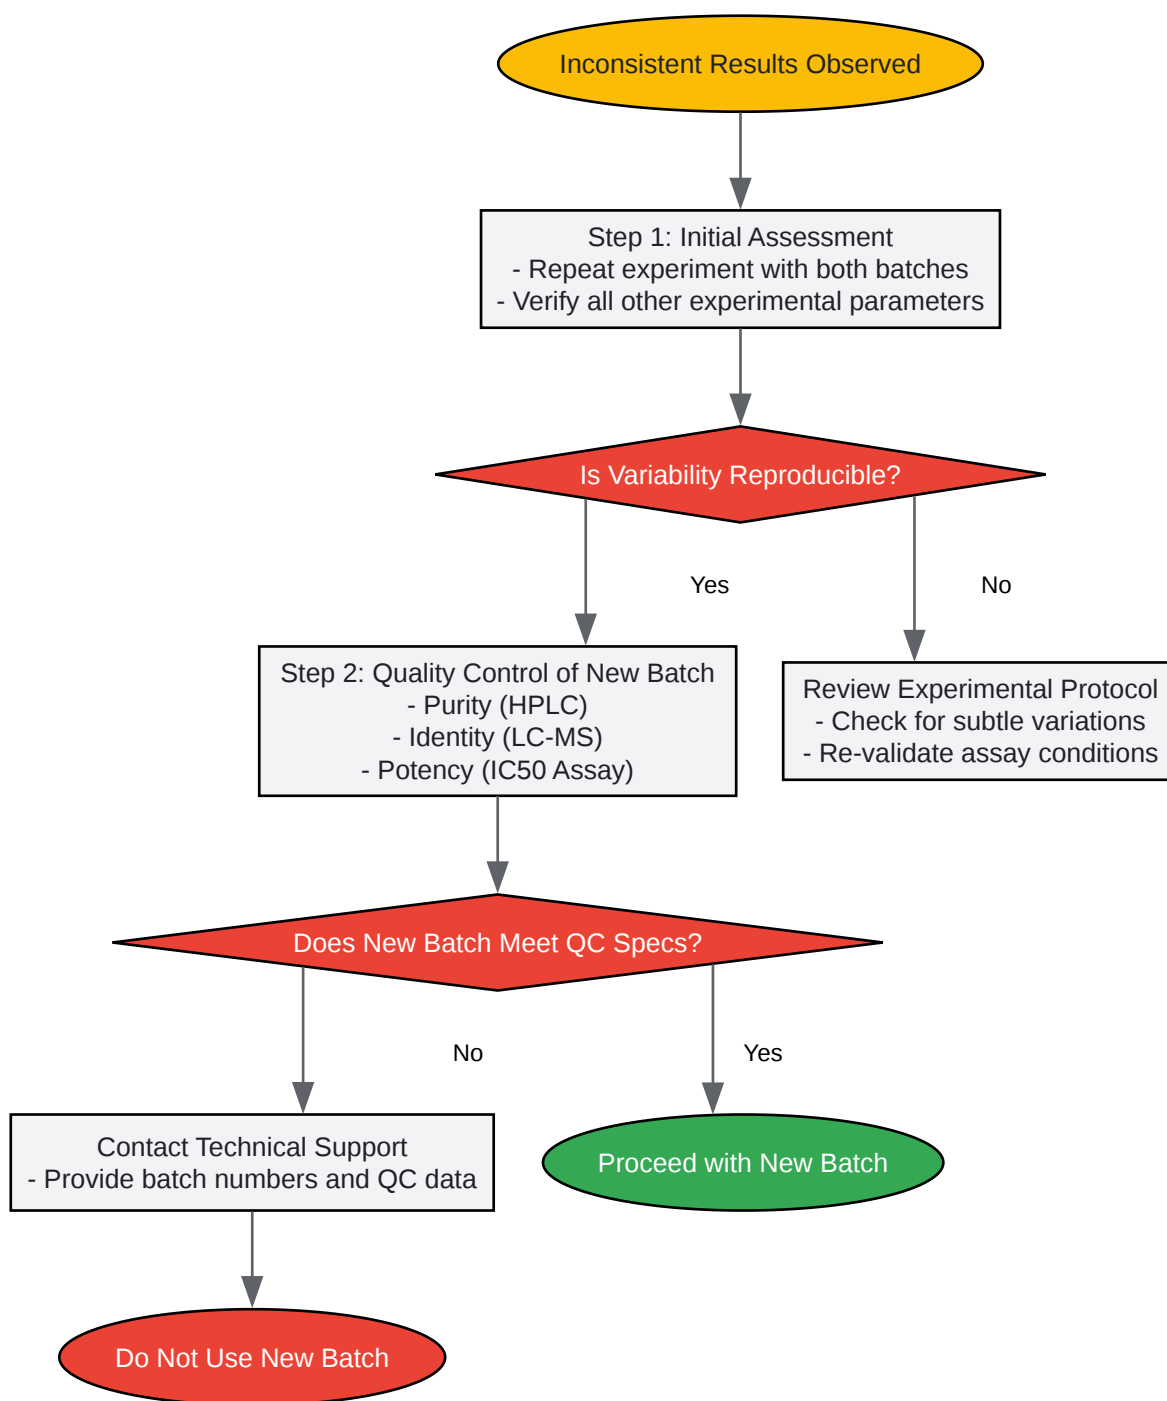 Inconsistent Results Observed
Step 1: Initial Assessment
- Repeat experiment with both batches
- Verify all other experimental parameters
Is Variability Reproducible?
Yes
No
Step 2: Quality Control of New Batch
- Purity (HPLC)
- Identity (LC-MS)
- Potency (IC50 Assay)
Review Experimental Protocol
- Check for subtle variations
- Re-validate assay conditions
Does New Batch Meet QC Specs?
No
Yes
Contact Technical Support
- Provide batch numbers and QC data
Proceed with New Batch
Do Not Use New Batch